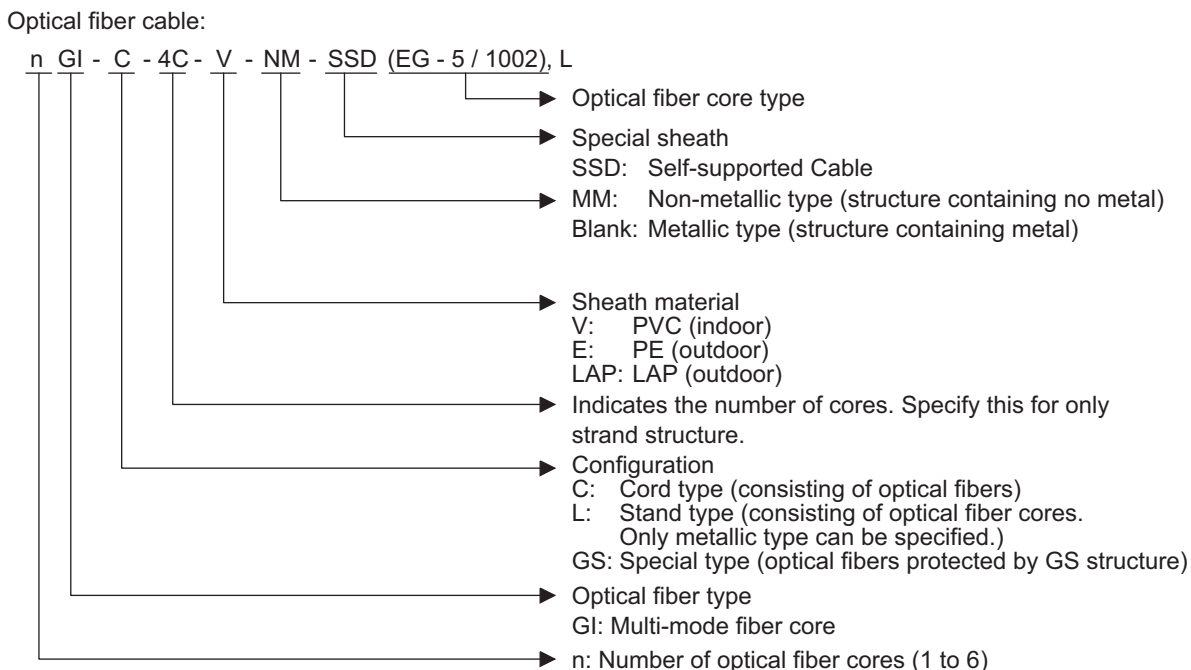 Optical fiber cable:
n GI - C - 4C - V - NM - SSD (EG - 5 / 1002), L
Optical fiber core type
Special sheath
SSD: Self-supported Cable
MM: Non-metallic type (structure containing no metal)
Blank: Metallic type (structure containing metal)
Sheath material
V: PVC (indoor)
E: PE (outdoor)
LAP: LAP (outdoor)
Indicates the number of cores. Specify this for only
strand structure.
Configuration
C: Cord type (consisting of optical fibers)
L: Stand type (consisting of optical fiber cores.
Only metallic type can be specified.)
GS: Special type (optical fibers protected by GS structure)
Optical fiber type
GI: Multi-mode fiber core
n: Number of optical fiber cores (1 to 6)